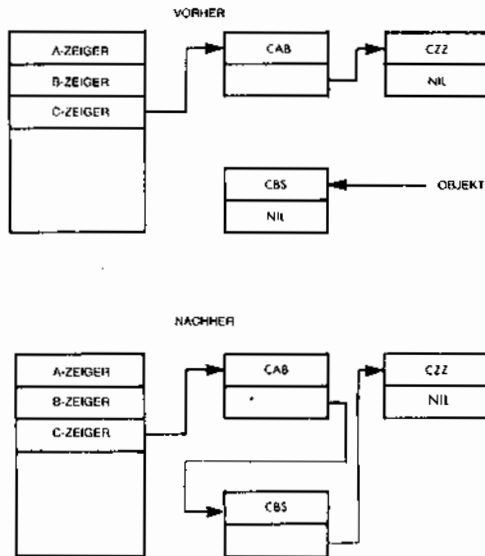 VORHER
A-ZEIGER
B-ZEIGER
C-ZEIGER
CAB
CZZ
NIL
CBS
NIL
OBJEKT
NACHHER
A-ZEIGER
B-ZEIGER
C-ZEIGER
CAB
CZZ
NIL
CBS